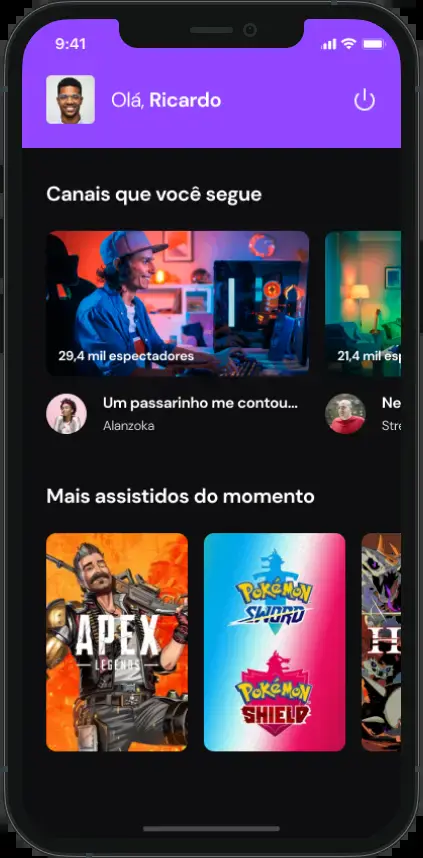 9:41
Olá, Ricardo
Canais que você segue
29,4 mil espectadores
21,4 mil esp
Um passarinho me contou...
Alanzoka
Ne
Stre
Mais assistidos do momento
APEX
LEGENDS
Pokémon
SWORD
Pokémon
SHIELD
H